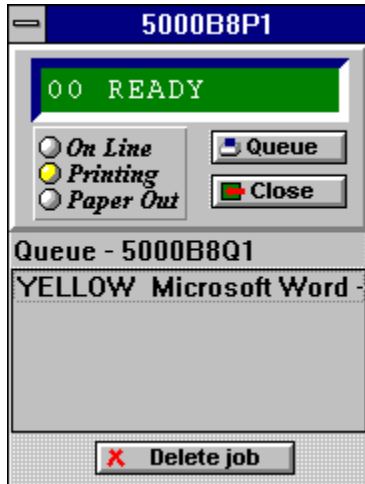 5000B8P1
00 READY
On Line
Queue
Printing
Paper Out
Close
Queue - 5000B8Q1
YELLOW Microsoft Word -
Delete job